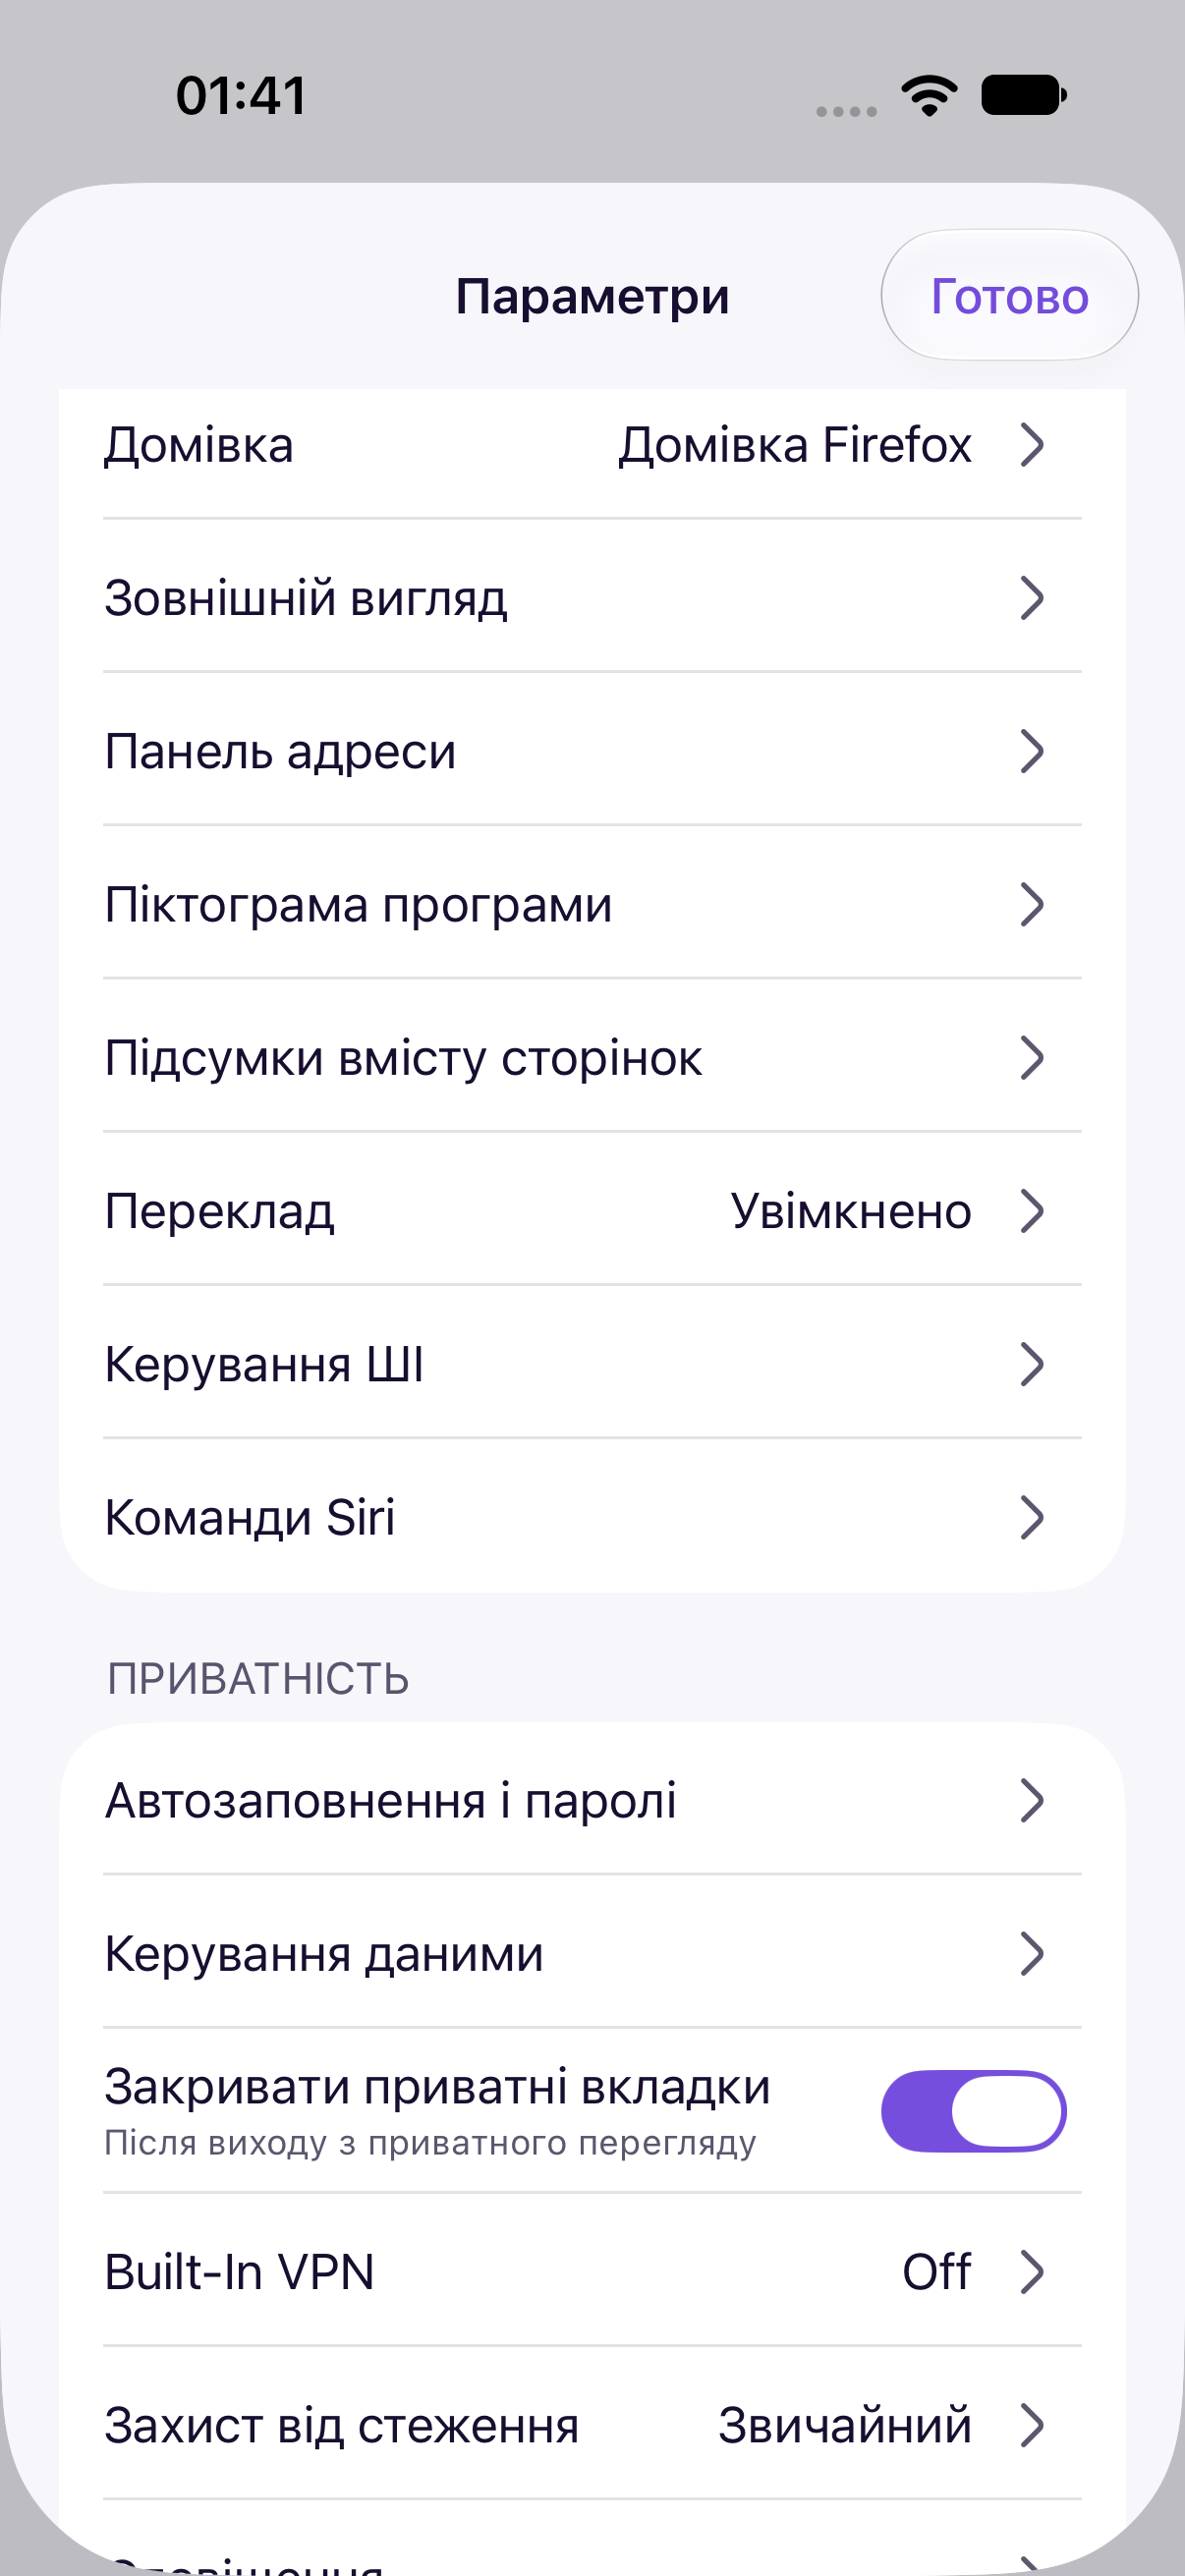 01:41
Параметри
Готово
Домівка
Домівка Firefox
Зовнішній вигляд
Панель адреси
Піктограма програми
Підсумки вмісту сторінок
Переклад
Увімкнено
Керування ШІ
Команди Siri
ПРИВАТНІСТЬ
Автозаповнення і паролі
Керування даними
Закривати приватні вкладки
Після виходу з приватного перегляду
Built-In VPN
Off
Захист від стеження
Звичайний